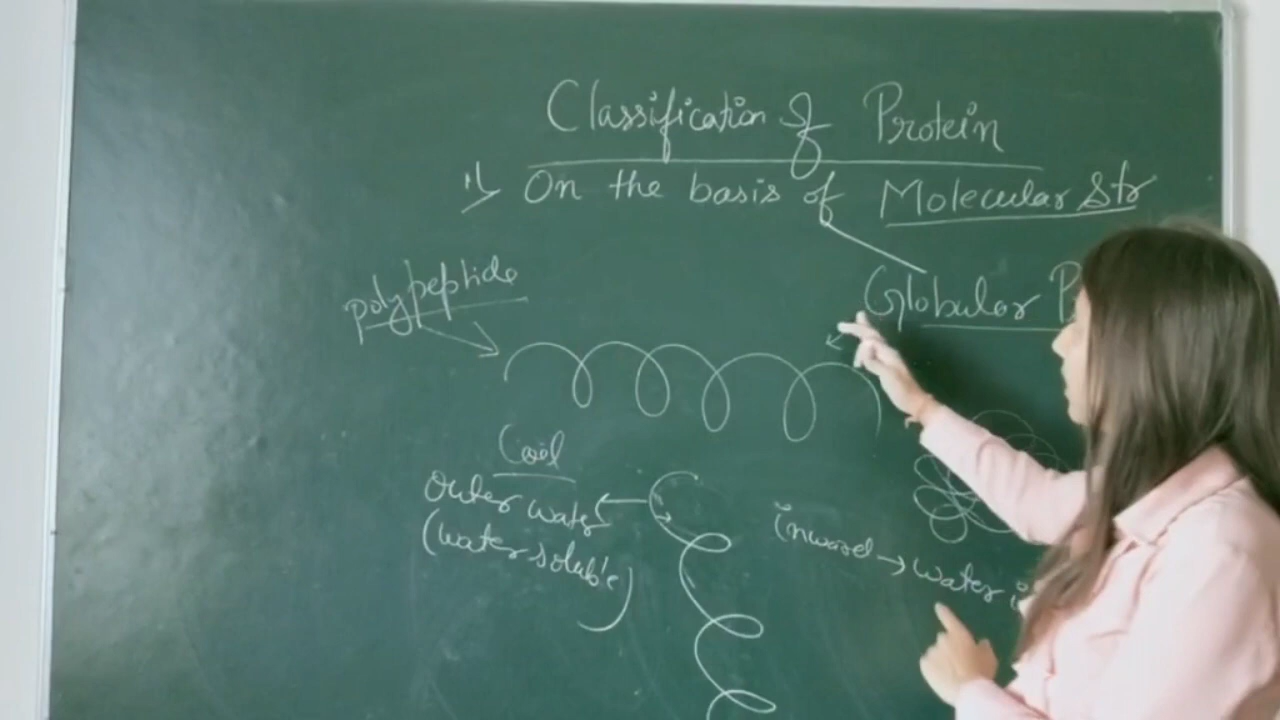 Classification of Protein
1) On the basis of Molecular Str
Globular P
polypeptide
Coil
Outer water
(water soluble)
inward → water i